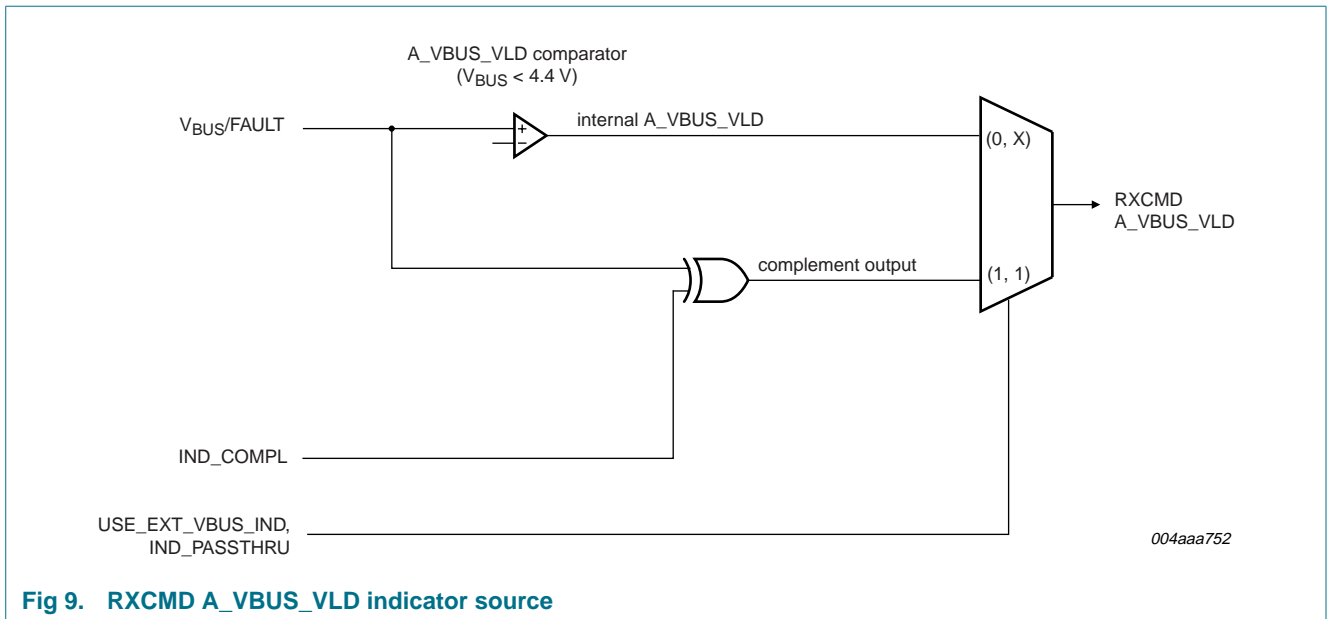 A_VBUS_VLD comparator
(VBUS < 4.4 V)
VBUS/FAULT
internal A_VBUS_VLD
+
−
(0, X)
RXCMD
A_VBUS_VLD
complement output
(1, 1)
IND_COMPL
USE_EXT_VBUS_IND,
IND_PASSTHRU
004aaa752
Fig 9. RXCMD A_VBUS_VLD indicator source